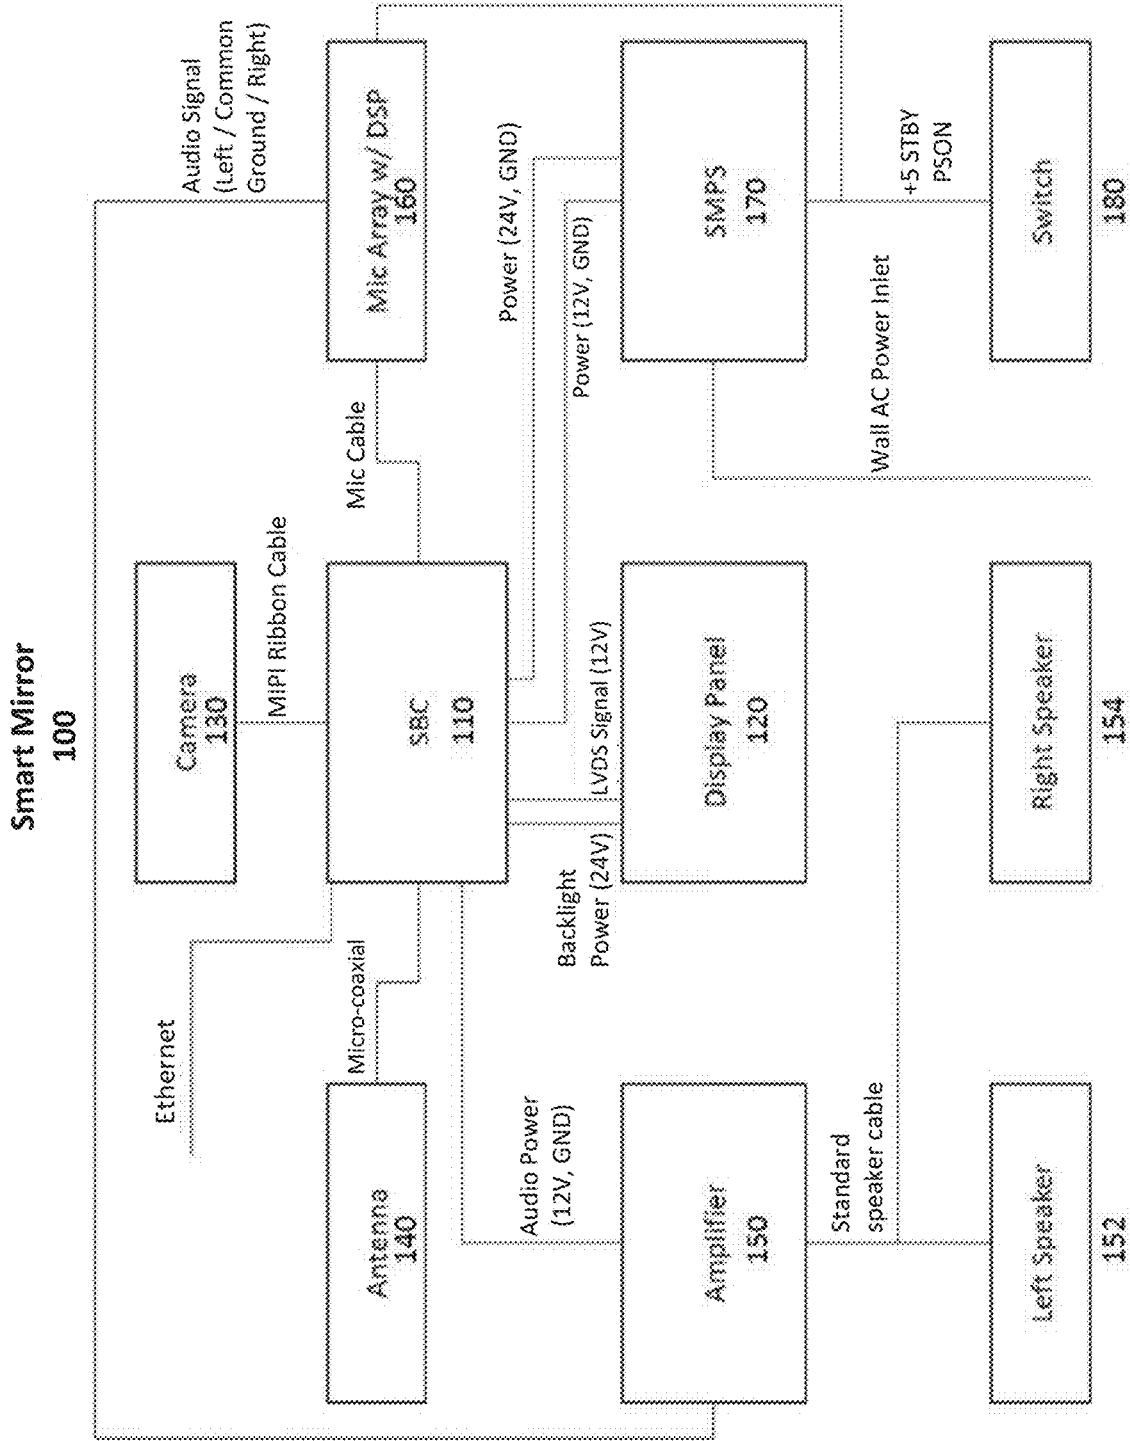 Smart Mirror
100
Audio Signal
(Left / Common
Ground / Right)
Ethernet
Camera
130
MIPI Ribbon Cable
Antenna
140
Micro-coaxial
SBC
110
Mic Cable
Mic Array w/ DSP
160
Audio Power
(12V, GND)
Backlight
Power (24V)
LVDS Signal (12V)
Power (24V, GND)
Power (12V, GND)
Amplifier
150
Display Panel
120
SMPS
170
Standard
speaker cable
Wall AC Power Inlet
+5 STBY
PSON
Left Speaker
152
Right Speaker
154
Switch
180